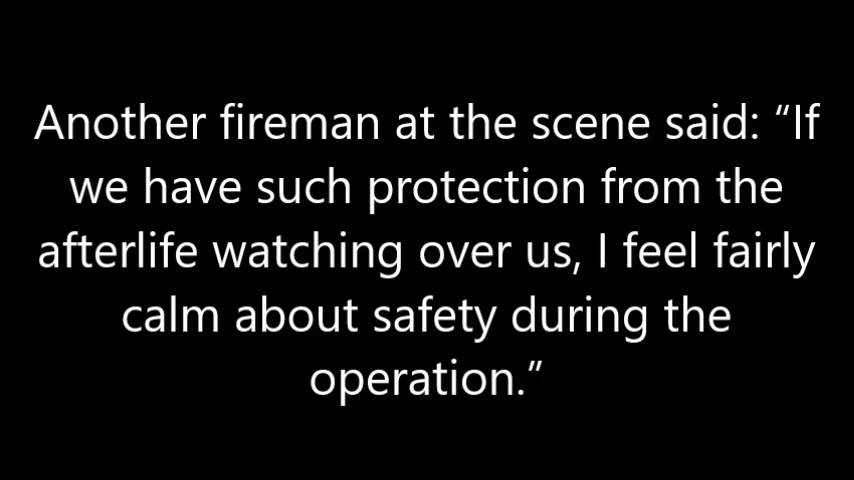 Another fireman at the scene said: “If
we have such protection from the
afterlife watching over us, I feel fairly
calm about safety during the
operation.”